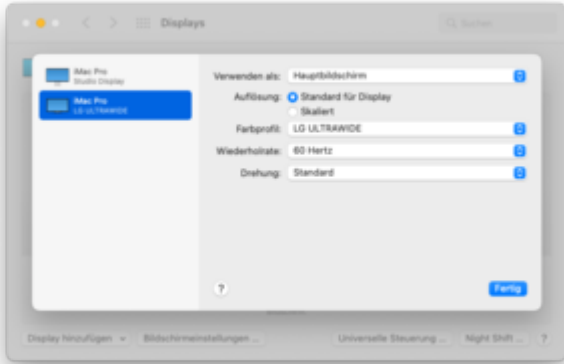 Displays
Suchen
iMac Pro
Studio Display
iMac Pro
LG ULTRAWIDE
Verwenden als: Hauptbildschirm
Auflösung: Standard für Display
Skaliert
Farbprofil: LG ULTRAWIDE
Wiederholrate: 60 Hertz
Drehung: Standard
?
Fertig
Display hinzufügen
Bildschirmeinstellungen ...
Universelle Steuerung ...
Night Shift ...
?